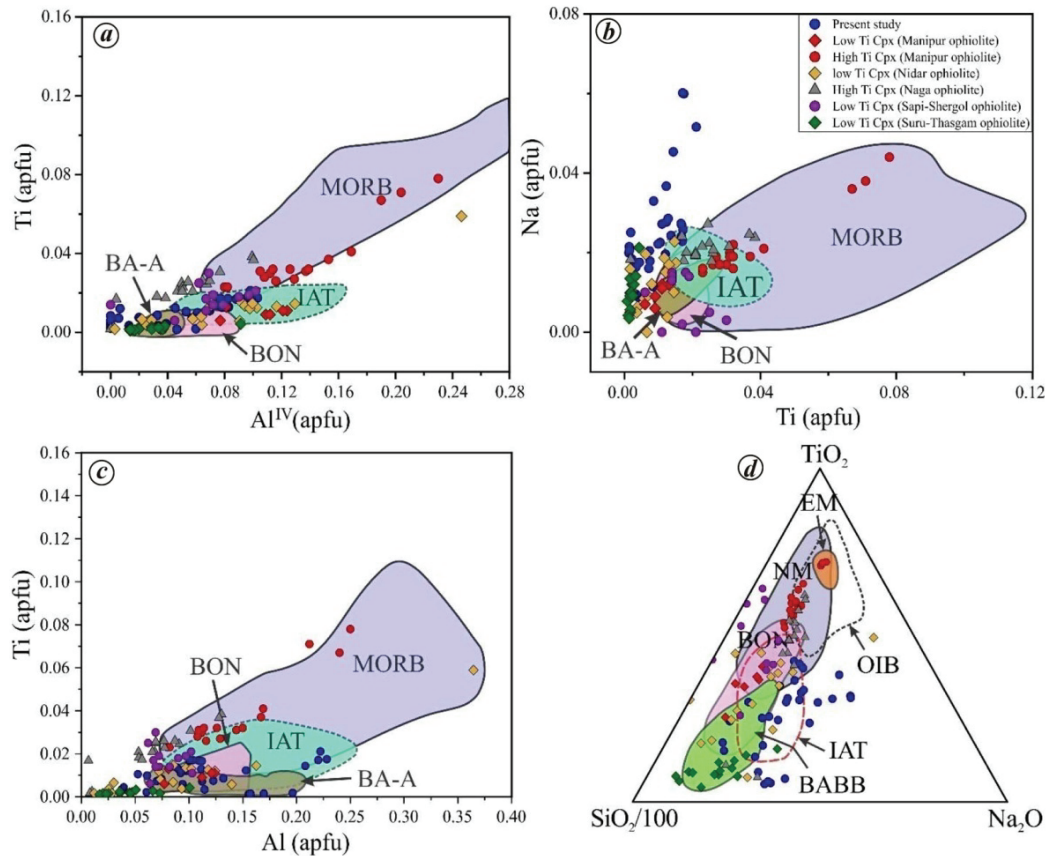 a
0.16
0.12
0.08
0.04
0.00
Ti (apfu)
MORB
BA-A
IAT
BON
0.00 0.04 0.08 0.12 0.16 0.20 0.24 0.28
Al^IV(apfu)
b
0.08
0.04
0.00
Na (apfu)
Present study
Low Ti Cpx (Manipur ophiolite)
High Ti Cpx (Manipur ophiolite)
low Ti Cpx (Nidar ophiolite)
High Ti Cpx (Naga ophiolite)
Low Ti Cpx (Sapi-Shergol ophiolite)
Low Ti Cpx (Suru-Thasgam ophiolite)
MORB
IAT
BA-A
BON
0.00 0.04 0.08 0.12
Ti (apfu)
c
0.16
0.14
0.12
0.10
0.08
0.06
0.04
0.02
0.00
Ti (apfu)
MORB
BON
IAT
BA-A
0.00 0.05 0.10 0.15 0.20 0.25 0.30 0.35 0.40
Al (apfu)
d
TiO₂
EM
NM
BON
OIB
IAT
BABB
SiO₂/100
Na₂O